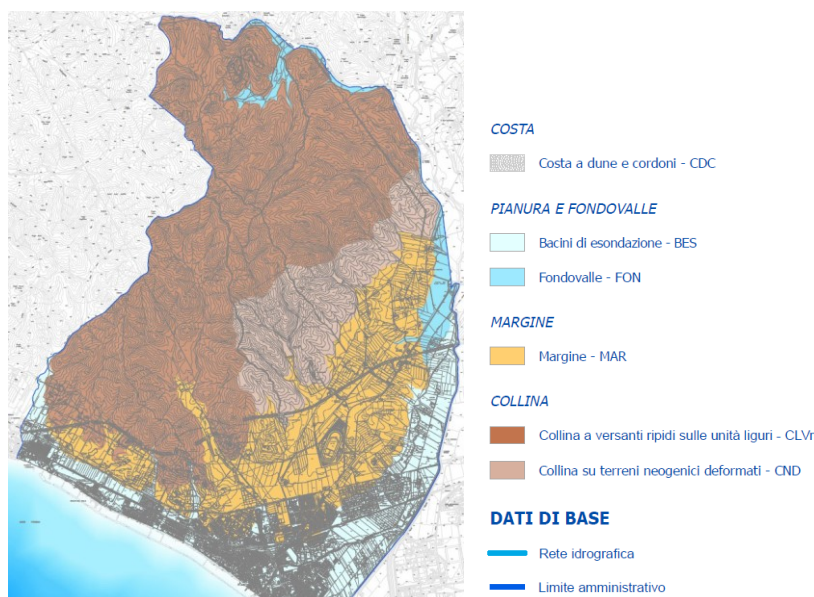 COSTA
Costa a dune e cordoni - CDC
PIANURA E FONDOVALLE
Bacini di esondazione - BES
Fondovalle - FON
MARGINE
Margine - MAR
COLLINA
Collina a versanti ripidi sulle unità liguri - CLVr
Collina su terreni neogenici deformati - CND
DATI DI BASE
Rete idrografica
Limite amministrativo